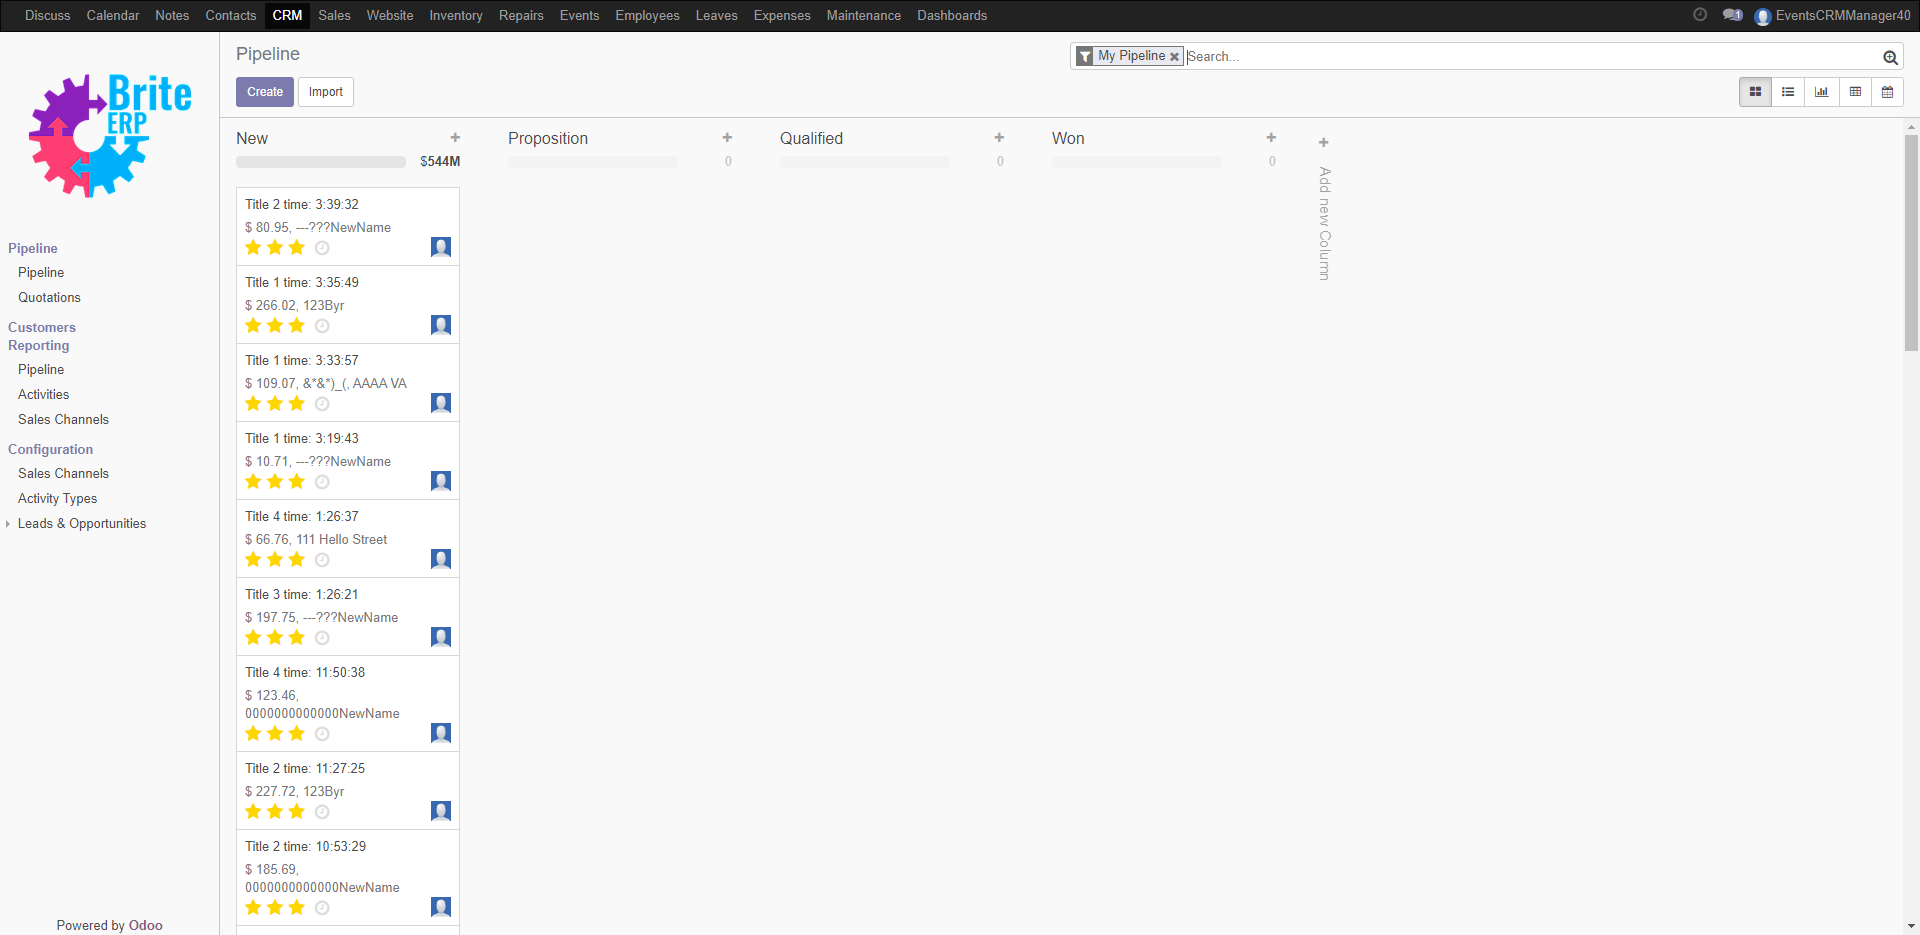 Discuss Calendar Notes Contacts CRM Sales Website Inventory Repairs Events Employees Leaves Expenses Maintenance Dashboards 1 EventsCRMManager40
Brite
ERP
Pipeline
Pipeline
Quotations
Customers
Reporting
Pipeline
Activities
Sales Channels
Configuration
Sales Channels
Activity Types
Leads & Opportunities
Powered by Odoo
Pipeline
My Pipeline Search...
Create Import
New
$544M
Proposition
0
Qualified
0
Won
0
Add new Column
Title 2 time: 3:39:32
$ 80.95, ---???NewName
Title 1 time: 3:35:49
$ 266.02, 123Byr
Title 1 time: 3:33:57
$ 109.07, &*&*)_(, AAAA VA
Title 1 time: 3:19:43
$ 10.71, ---???NewName
Title 4 time: 1:26:37
$ 66.76, 111 Hello Street
Title 3 time: 1:26:21
$ 197.75, ---???NewName
Title 4 time: 11:50:38
$ 123.46,
0000000000000NewName
Title 2 time: 11:27:25
$ 227.72, 123Byr
Title 2 time: 10:53:29
$ 185.69,
0000000000000NewName